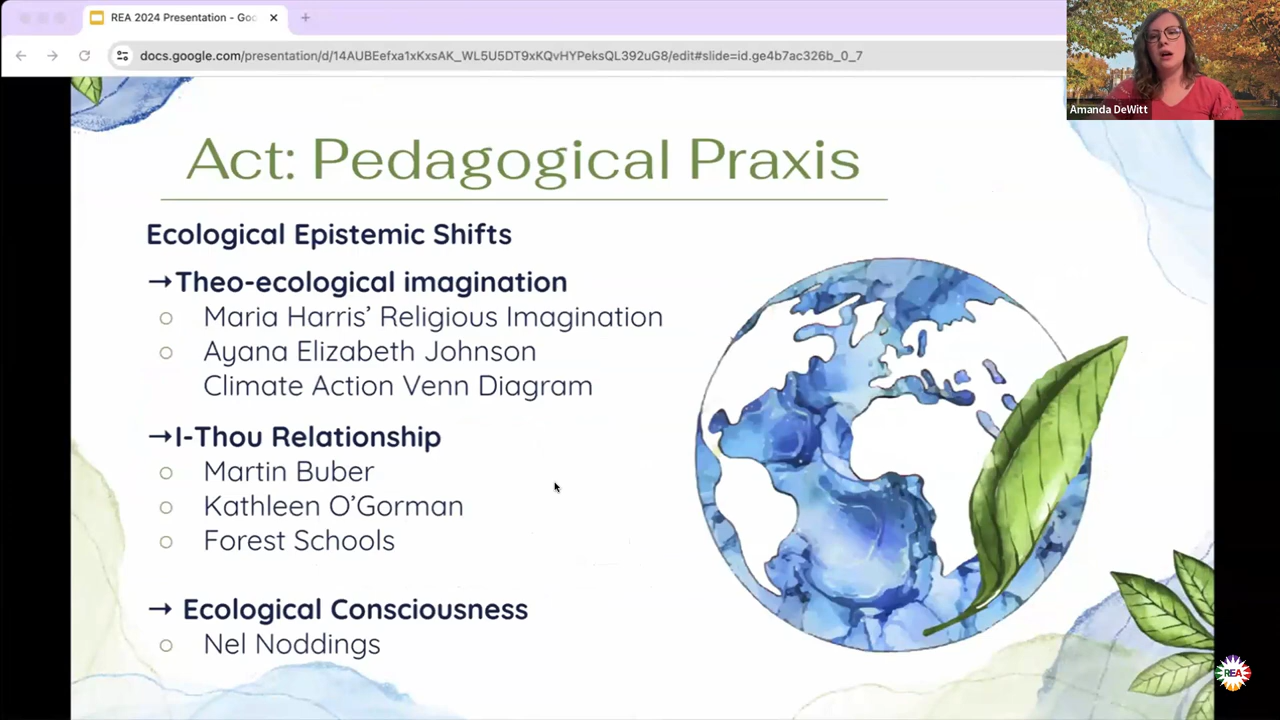 REA 2024 Presentation - Goo
docs.google.com/presentation/d/14AUBEefxa1xKxsAK_WL5U5DT9xKQvHYPeksQL392uG8/edit#slide=id.ge4b7ac326b_0_7
Amanda DeWitt
Act: Pedagogical Praxis
Ecological Epistemic Shifts
→Theo-ecological imagination
○ Maria Harris’ Religious Imagination
○ Ayana Elizabeth Johnson
Climate Action Venn Diagram
→I-Thou Relationship
○ Martin Buber
○ Kathleen O’Gorman
○ Forest Schools
→ Ecological Consciousness
○ Nel Noddings
REA